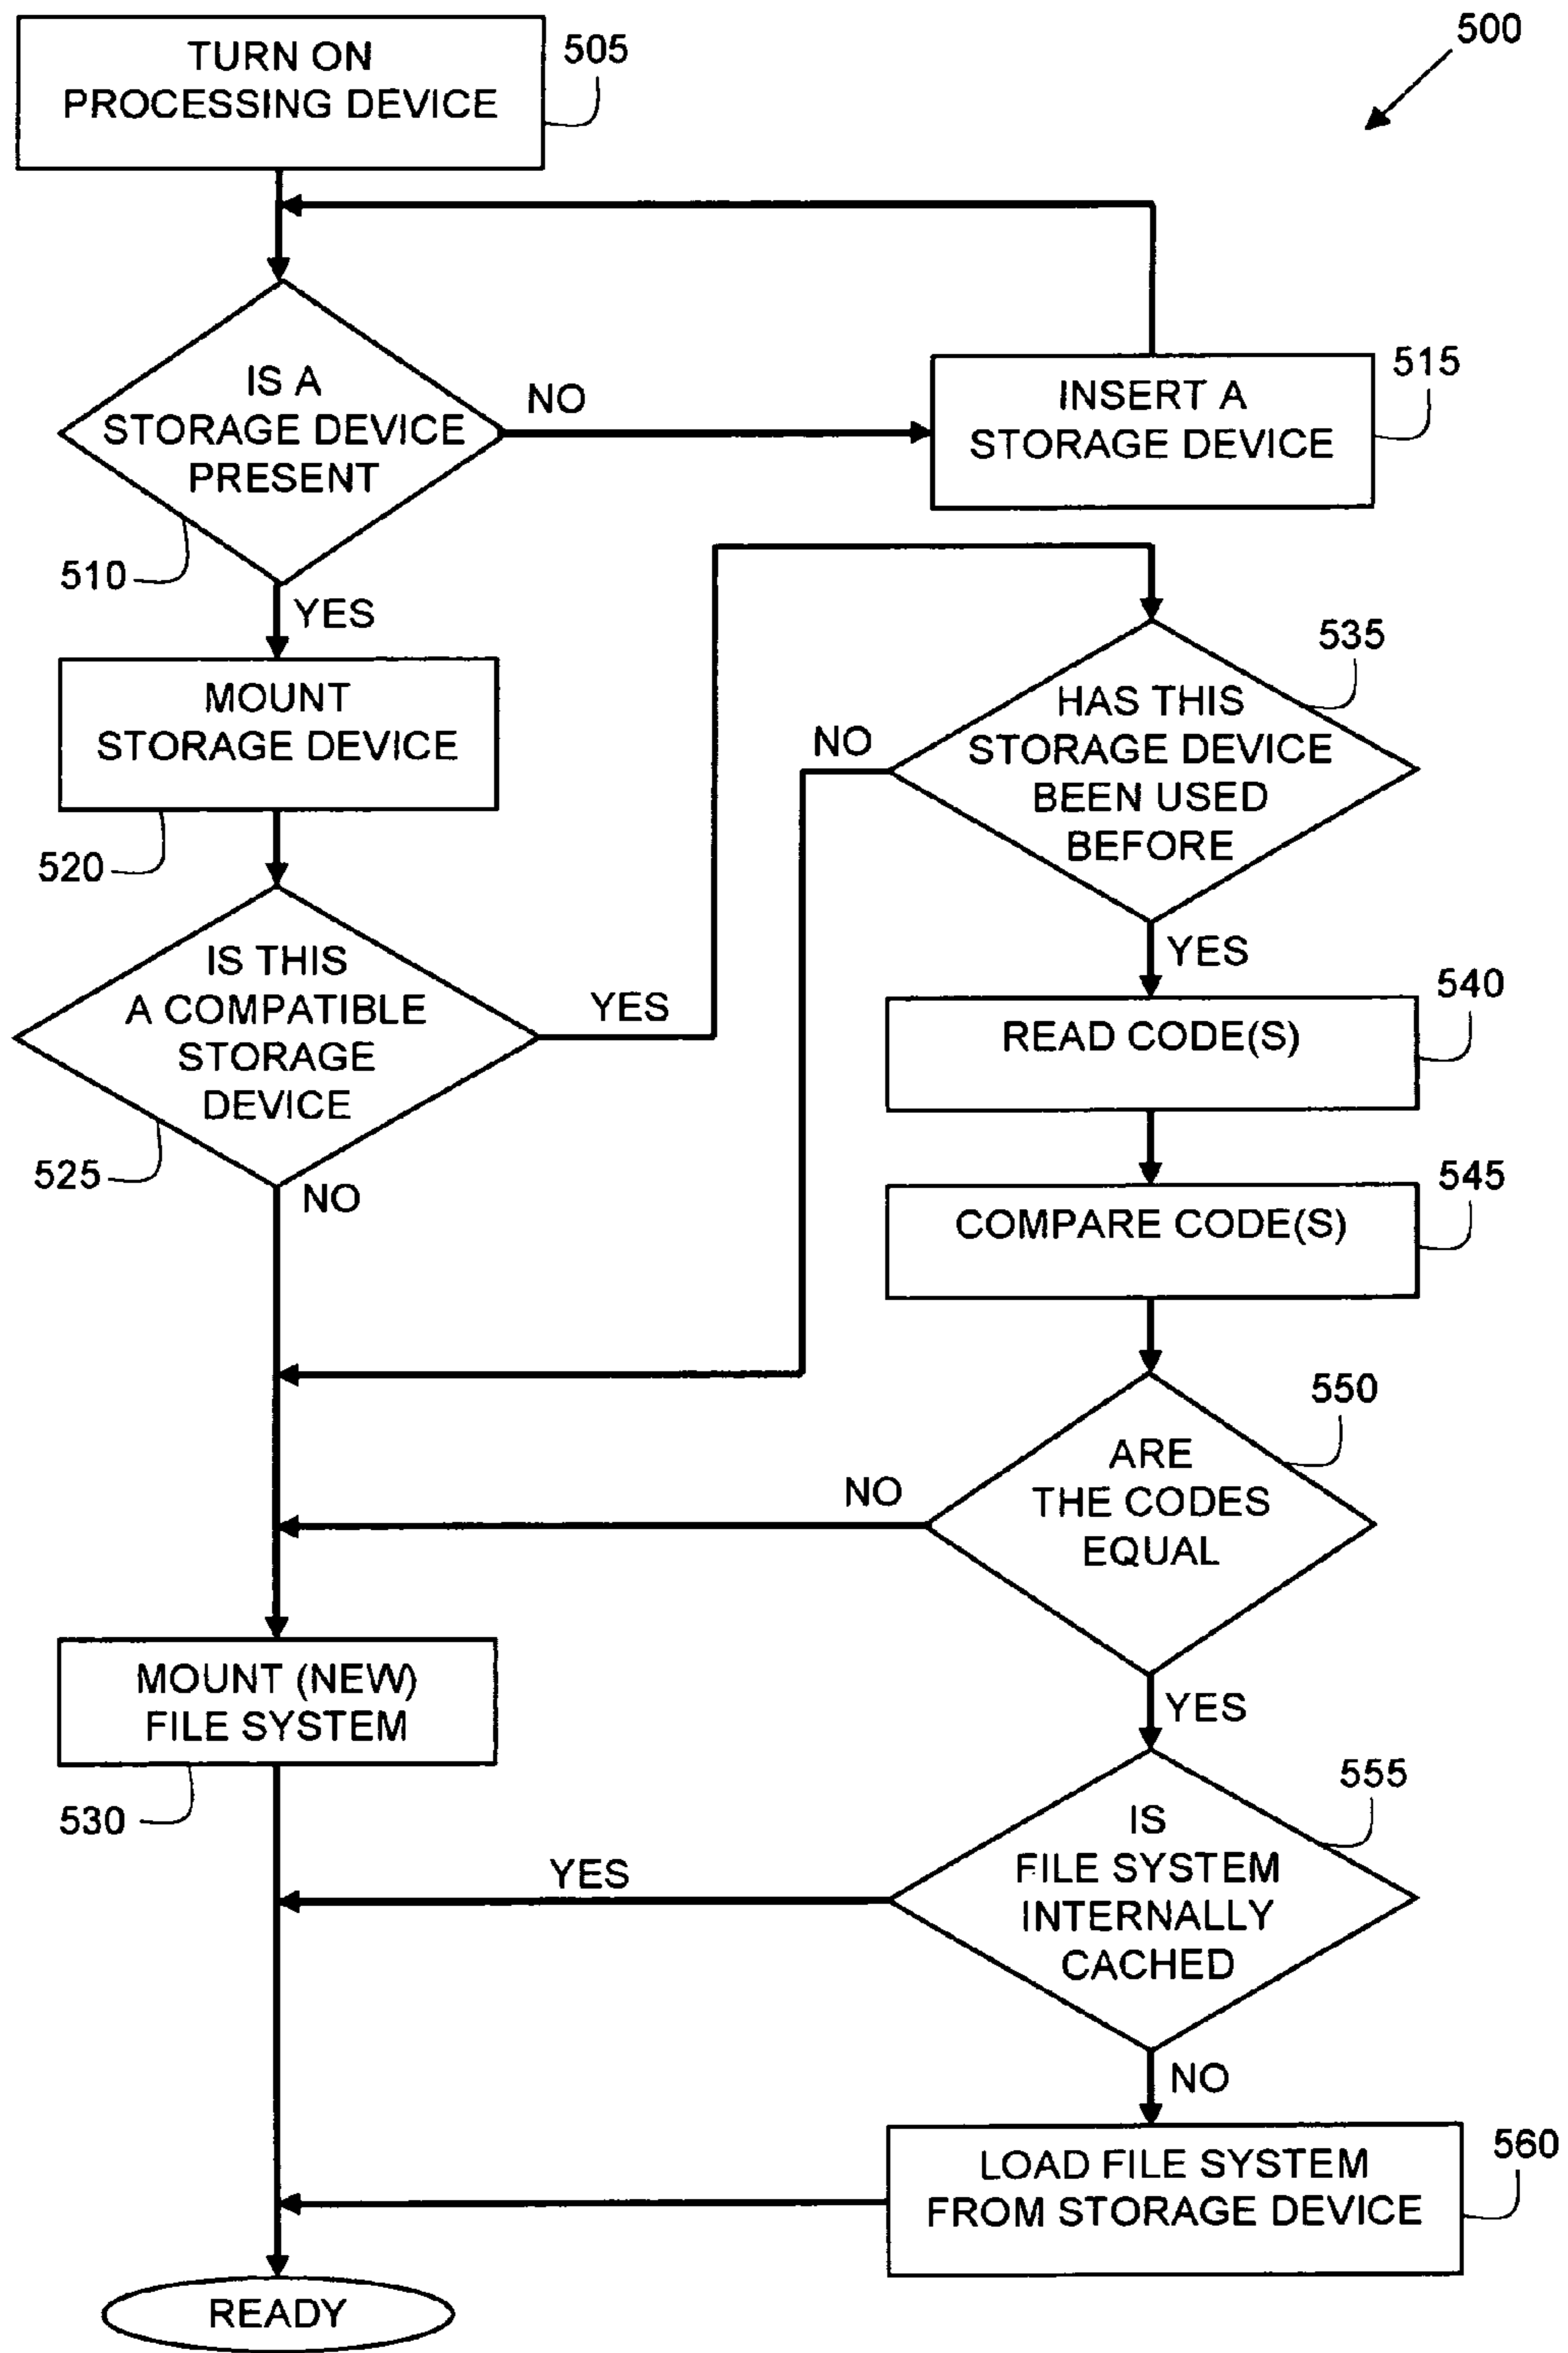 500
TURN ON
PROCESSING DEVICE
505
IS A
STORAGE DEVICE
PRESENT
510
NO
YES
INSERT A
STORAGE DEVICE
515
MOUNT
STORAGE DEVICE
520
IS THIS
A COMPATIBLE
STORAGE
DEVICE
525
YES
NO
HAS THIS
STORAGE DEVICE
BEEN USED
BEFORE
535
NO
YES
READ CODE(S)
540
COMPARE CODE(S)
545
ARE
THE CODES
EQUAL
550
NO
YES
MOUNT (NEW)
FILE SYSTEM
530
IS
FILE SYSTEM
INTERNALLY
CACHED
555
YES
NO
LOAD FILE SYSTEM
FROM STORAGE DEVICE
560
READY